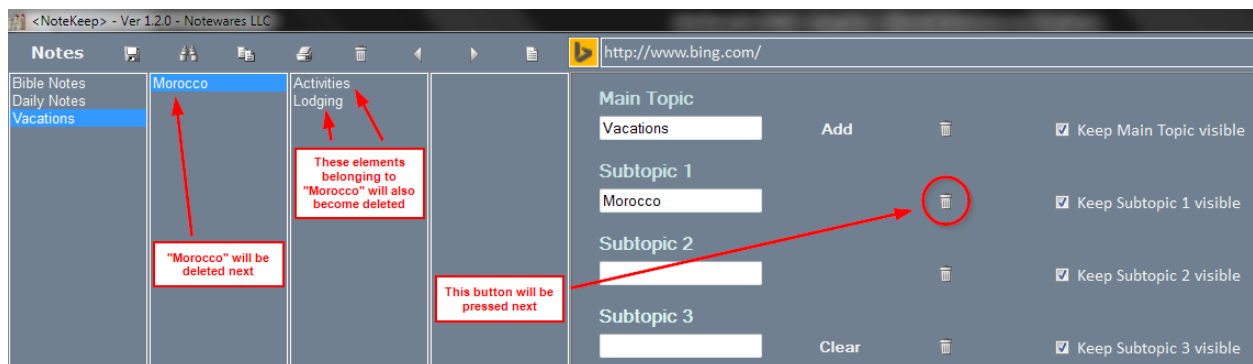 <NoteKeep> - Ver 1.2.0 - Notewares LLC
Notes
http://www.bing.com/
Bible Notes
Daily Notes
Vacations
Morocco
Activities
Lodging
"Morocco" will be
deleted next
These elements
belonging to
"Morocco" will also
become deleted
This button will be
pressed next
Main Topic
Vacations
Add
Keep Main Topic visible
Subtopic 1
Morocco
Keep Subtopic 1 visible
Subtopic 2
Keep Subtopic 2 visible
Subtopic 3
Clear
Keep Subtopic 3 visible